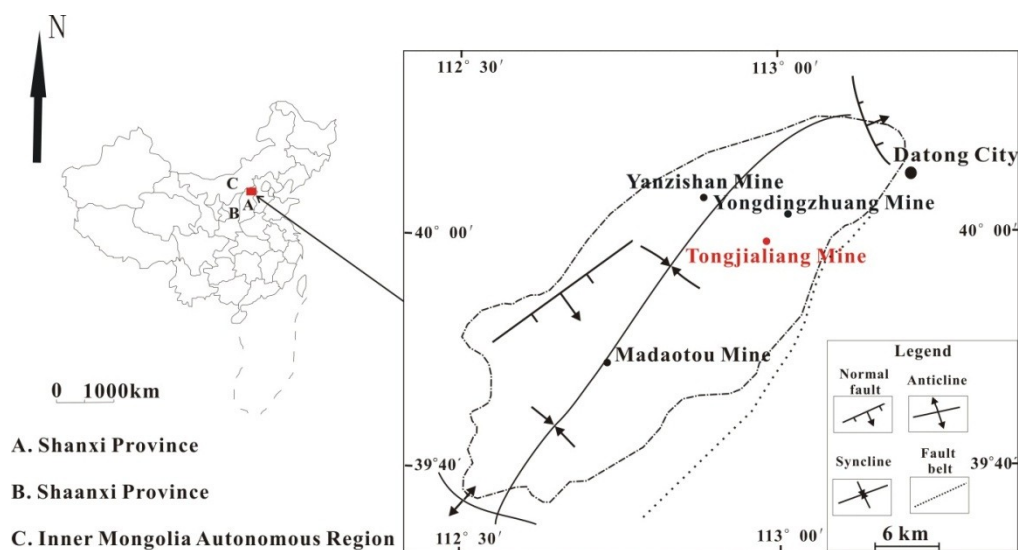 N
C
A
B
0 1000km
A. Shanxi Province
B. Shaanxi Province
C. Inner Mongolia Autonomous Region
112° 30′
113° 00′
Datong City
Yanzishan Mine
Yongdingzhuang Mine
40° 00′
40° 00′
Tongjialiang Mine
Madaotou Mine
Legend
Normal fault
Anticline
Syncline
Fault belt
39°40′
39°40′
6 km
112° 30′
113° 00′